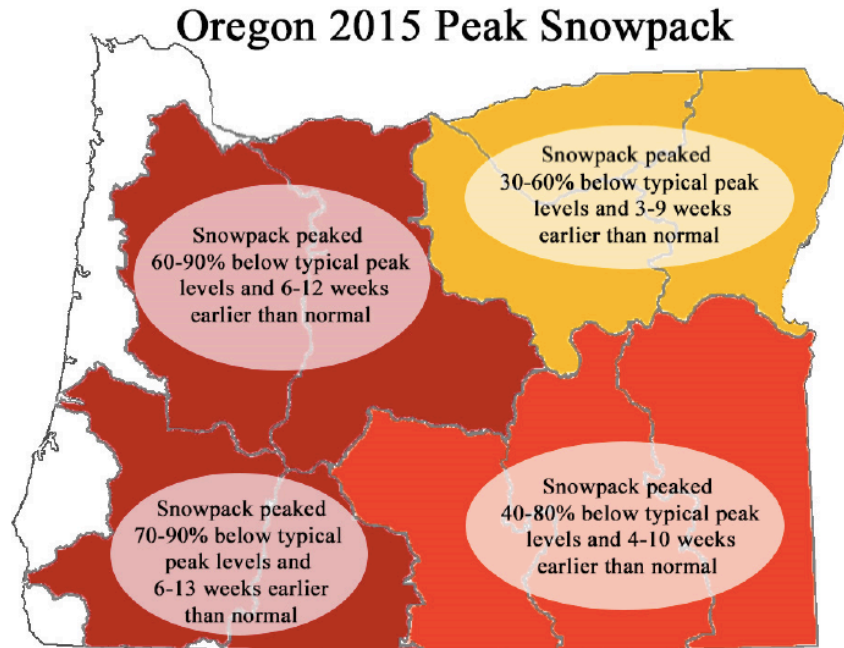 Oregon 2015 Peak Snowpack
Snowpack peaked
30-60% below typical peak
levels and 3-9 weeks
earlier than normal
Snowpack peaked
60-90% below typical peak
levels and 6-12 weeks
earlier than normal
Snowpack peaked
70-90% below typical
peak levels and
6-13 weeks earlier
than normal
Snowpack peaked
40-80% below typical peak
levels and 4-10 weeks
earlier than normal